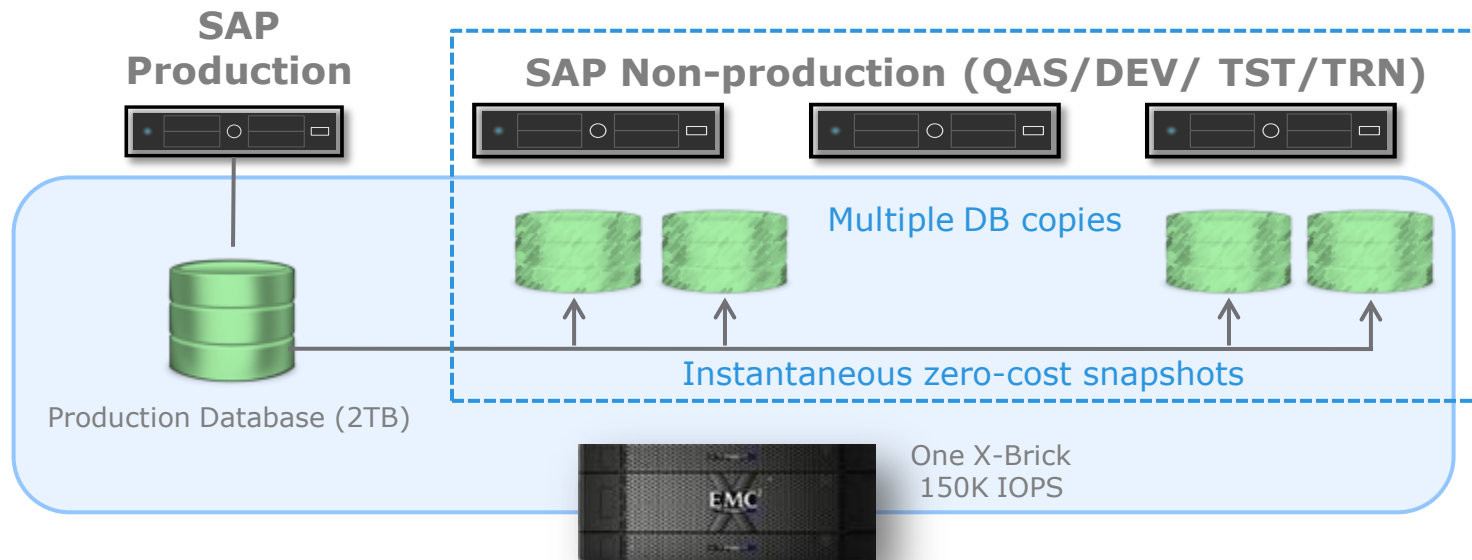 SAP
Production
SAP Non-production (QAS/DEV/ TST/TRN)
Multiple DB copies
Instantaneous zero-cost snapshots
Production Database (2TB)
One X-Brick
150K IOPS
EMC²
X